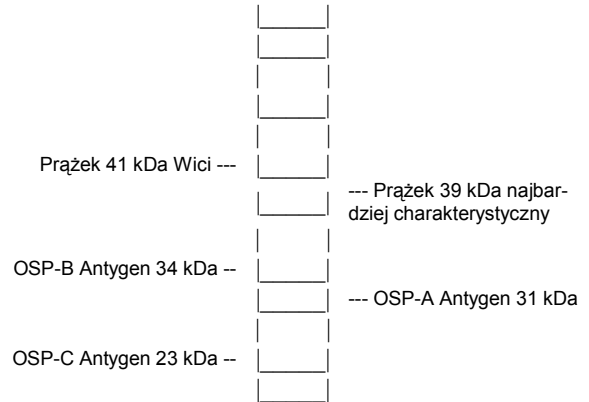 Prążek 41 kDa Wici ---
--- Prążek 39 kDa najbar-
dziej charakterystyczny
OSP-B Antygen 34 kDa --
--- OSP-A Antygen 31 kDa
OSP-C Antygen 23 kDa --